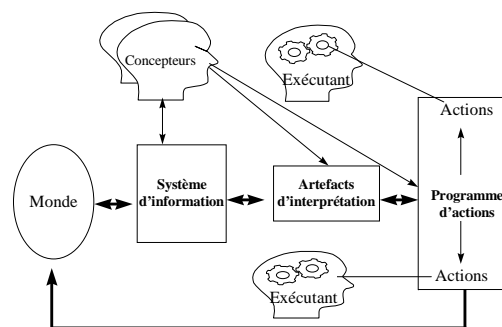 Concepteurs
Exécutant
Actions
Monde
Système
d'information
Artefacts
d'interprétation
Programme
d'actions
Actions
Exécutant